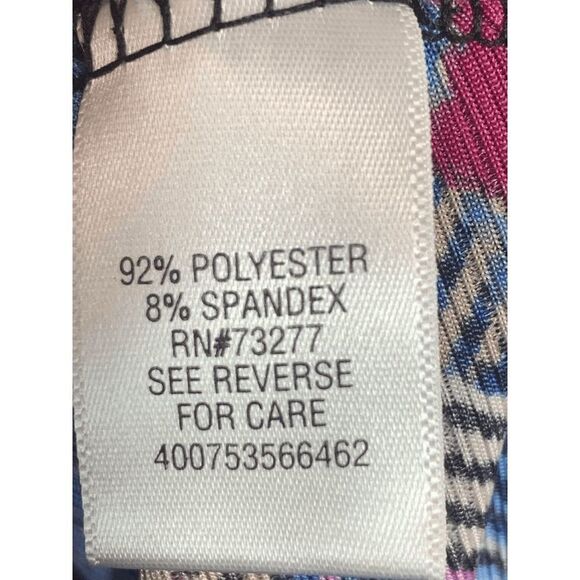 92% POLYESTER
8% SPANDEX
RN#73277
SEE REVERSE
FOR CARE
400753566462